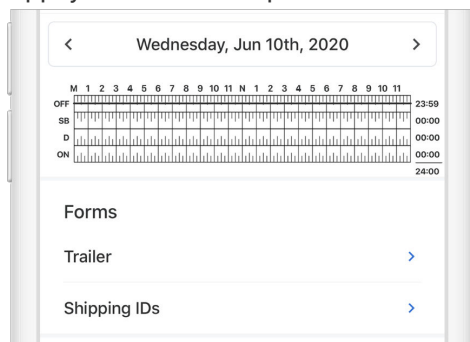 Wednesday, Jun 10th, 2020
M 1 2 3 4 5 6 7 8 9 10 11 N 1 2 3 4 5 6 7 8 9 10 11
OFF 23:59
SB 00:00
D 00:00
ON 00:00
24:00
Forms
Trailer
Shipping IDs